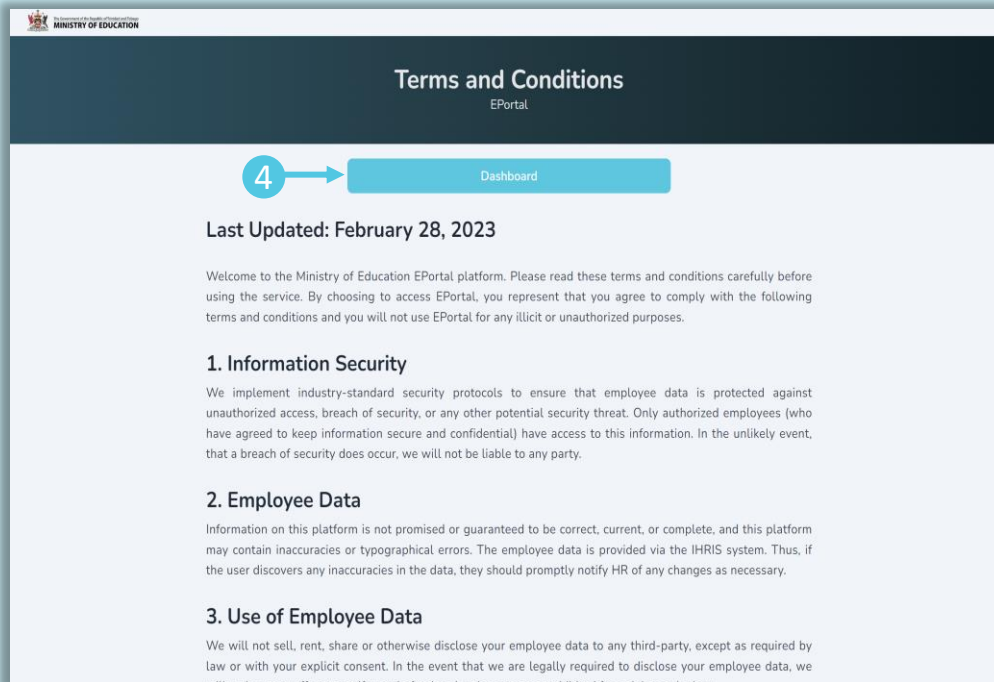 The Government of the Republic of Trinidad and Tobago
MINISTRY OF EDUCATION
Terms and Conditions
EPortal
4
Dashboard
Last Updated: February 28, 2023
Welcome to the Ministry of Education EPortal platform. Please read these terms and conditions carefully before
using the service. By choosing to access EPortal, you represent that you agree to comply with the following
terms and conditions and you will not use EPortal for any illicit or unauthorized purposes.
1. Information Security
We implement industry-standard security protocols to ensure that employee data is protected against
unauthorized access, breach of security, or any other potential security threat. Only authorized employees (who
have agreed to keep information secure and confidential) have access to this information. In the unlikely event,
that a breach of security does occur, we will not be liable to any party.
2. Employee Data
Information on this platform is not promised or guaranteed to be correct, current, or complete, and this platform
may contain inaccuracies or typographical errors. The employee data is provided via the IHRIS system. Thus, if
the user discovers any inaccuracies in the data, they should promptly notify HR of any changes as necessary.
3. Use of Employee Data
We will not sell, rent, share or otherwise disclose your employee data to any third-party, except as required by
law or with your explicit consent. In the event that we are legally required to disclose your employee data, we